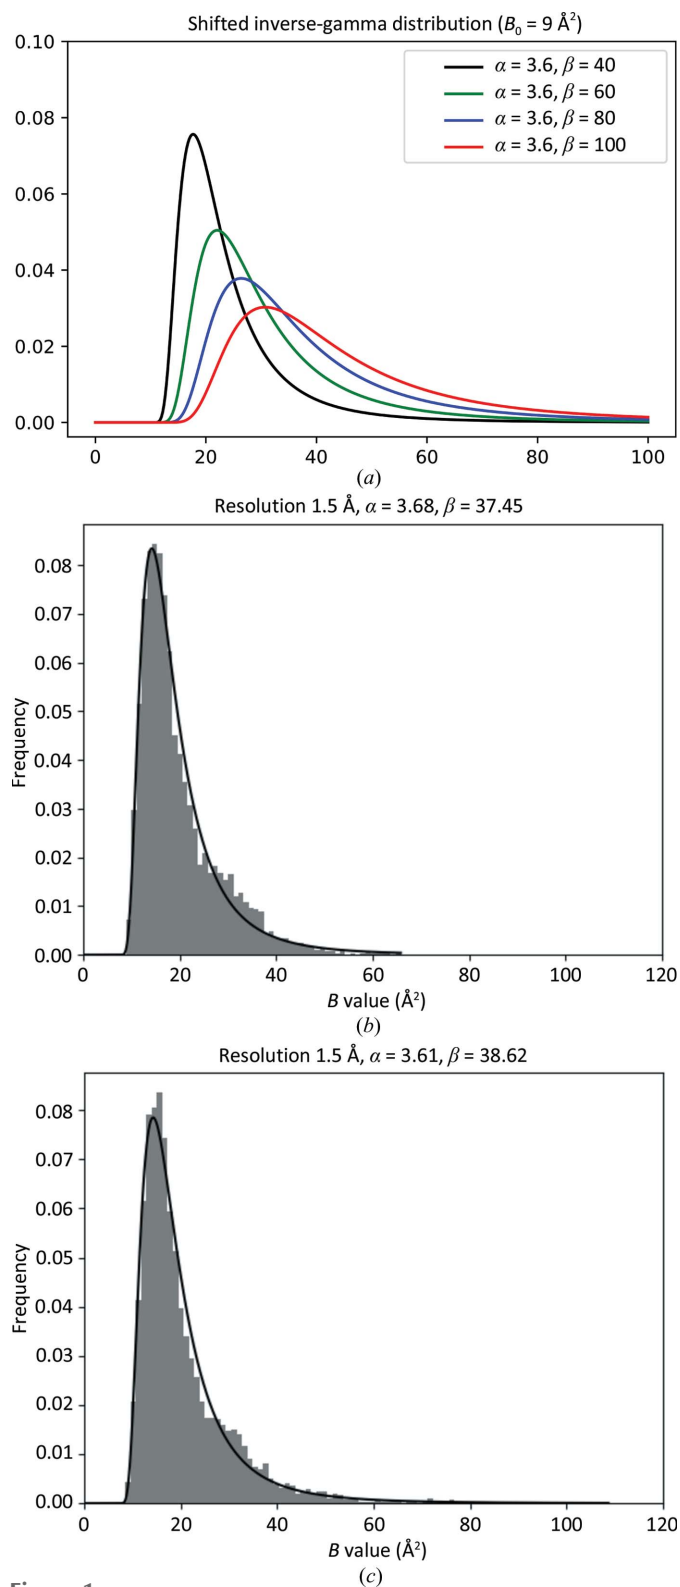 Shifted inverse-gamma distribution (B₀ = 9 Å²)
0.10
α = 3.6, β = 40
α = 3.6, β = 60
0.08
α = 3.6, β = 80
α = 3.6, β = 100
0.06
0.04
0.02
0.00
0 20 40 60 80 100
(a)
Resolution 1.5 Å, α = 3.68, β = 37.45
0.08
0.07
0.06
0.05
0.04
0.03
0.02
0.01
0.00
Frequency
0 20 40 60 80 100 120
B value (Å²)
(b)
Resolution 1.5 Å, α = 3.61, β = 38.62
0.08
0.07
0.06
0.05
0.04
0.03
0.02
0.01
0.00
Frequency
0 20 40 60 80 100 120
B value (Å²)
(c)